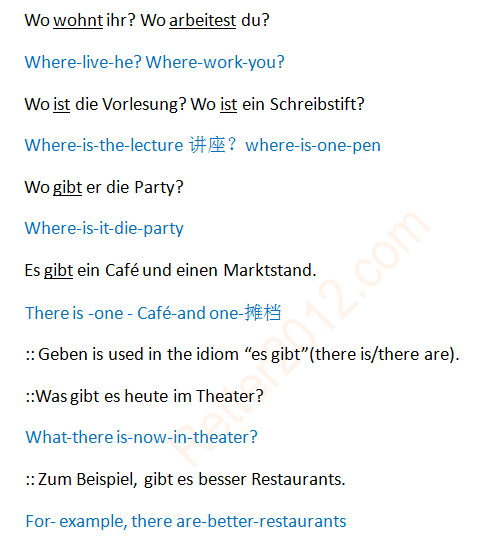 Wo wohnt ihr? Wo arbeitest du?
Where-live-he? Where-work-you?
Wo ist die Vorlesung? Wo ist ein Schreibstift?
Where-is-the-lecture 讲座？where-is-one-pen
Wo gibt er die Party?
Where-is-it-die-party
Es gibt ein Café und einen Marktstand.
There is -one - Café-and one-摊档
:: Geben is used in the idiom “es gibt”(there is/there are).
::Was gibt es heute im Theater?
What-there is-now-in-theater?
:: Zum Beispiel, gibt es besser Restaurants.
For- example, there are-better-restaurants
Retter2012.com